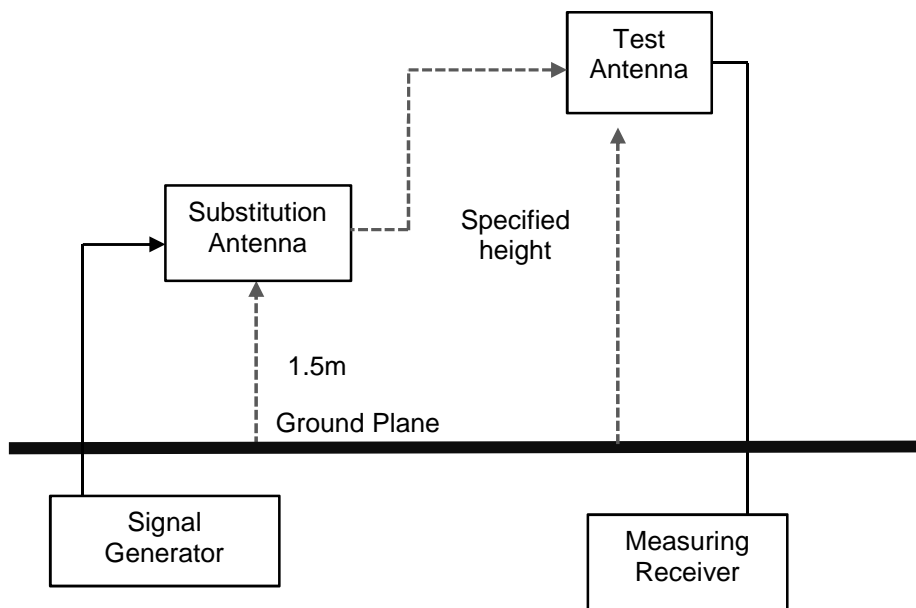 Test
Antenna
Substitution
Antenna
Specified
height
1.5m
Ground Plane
Signal
Generator
Measuring
Receiver